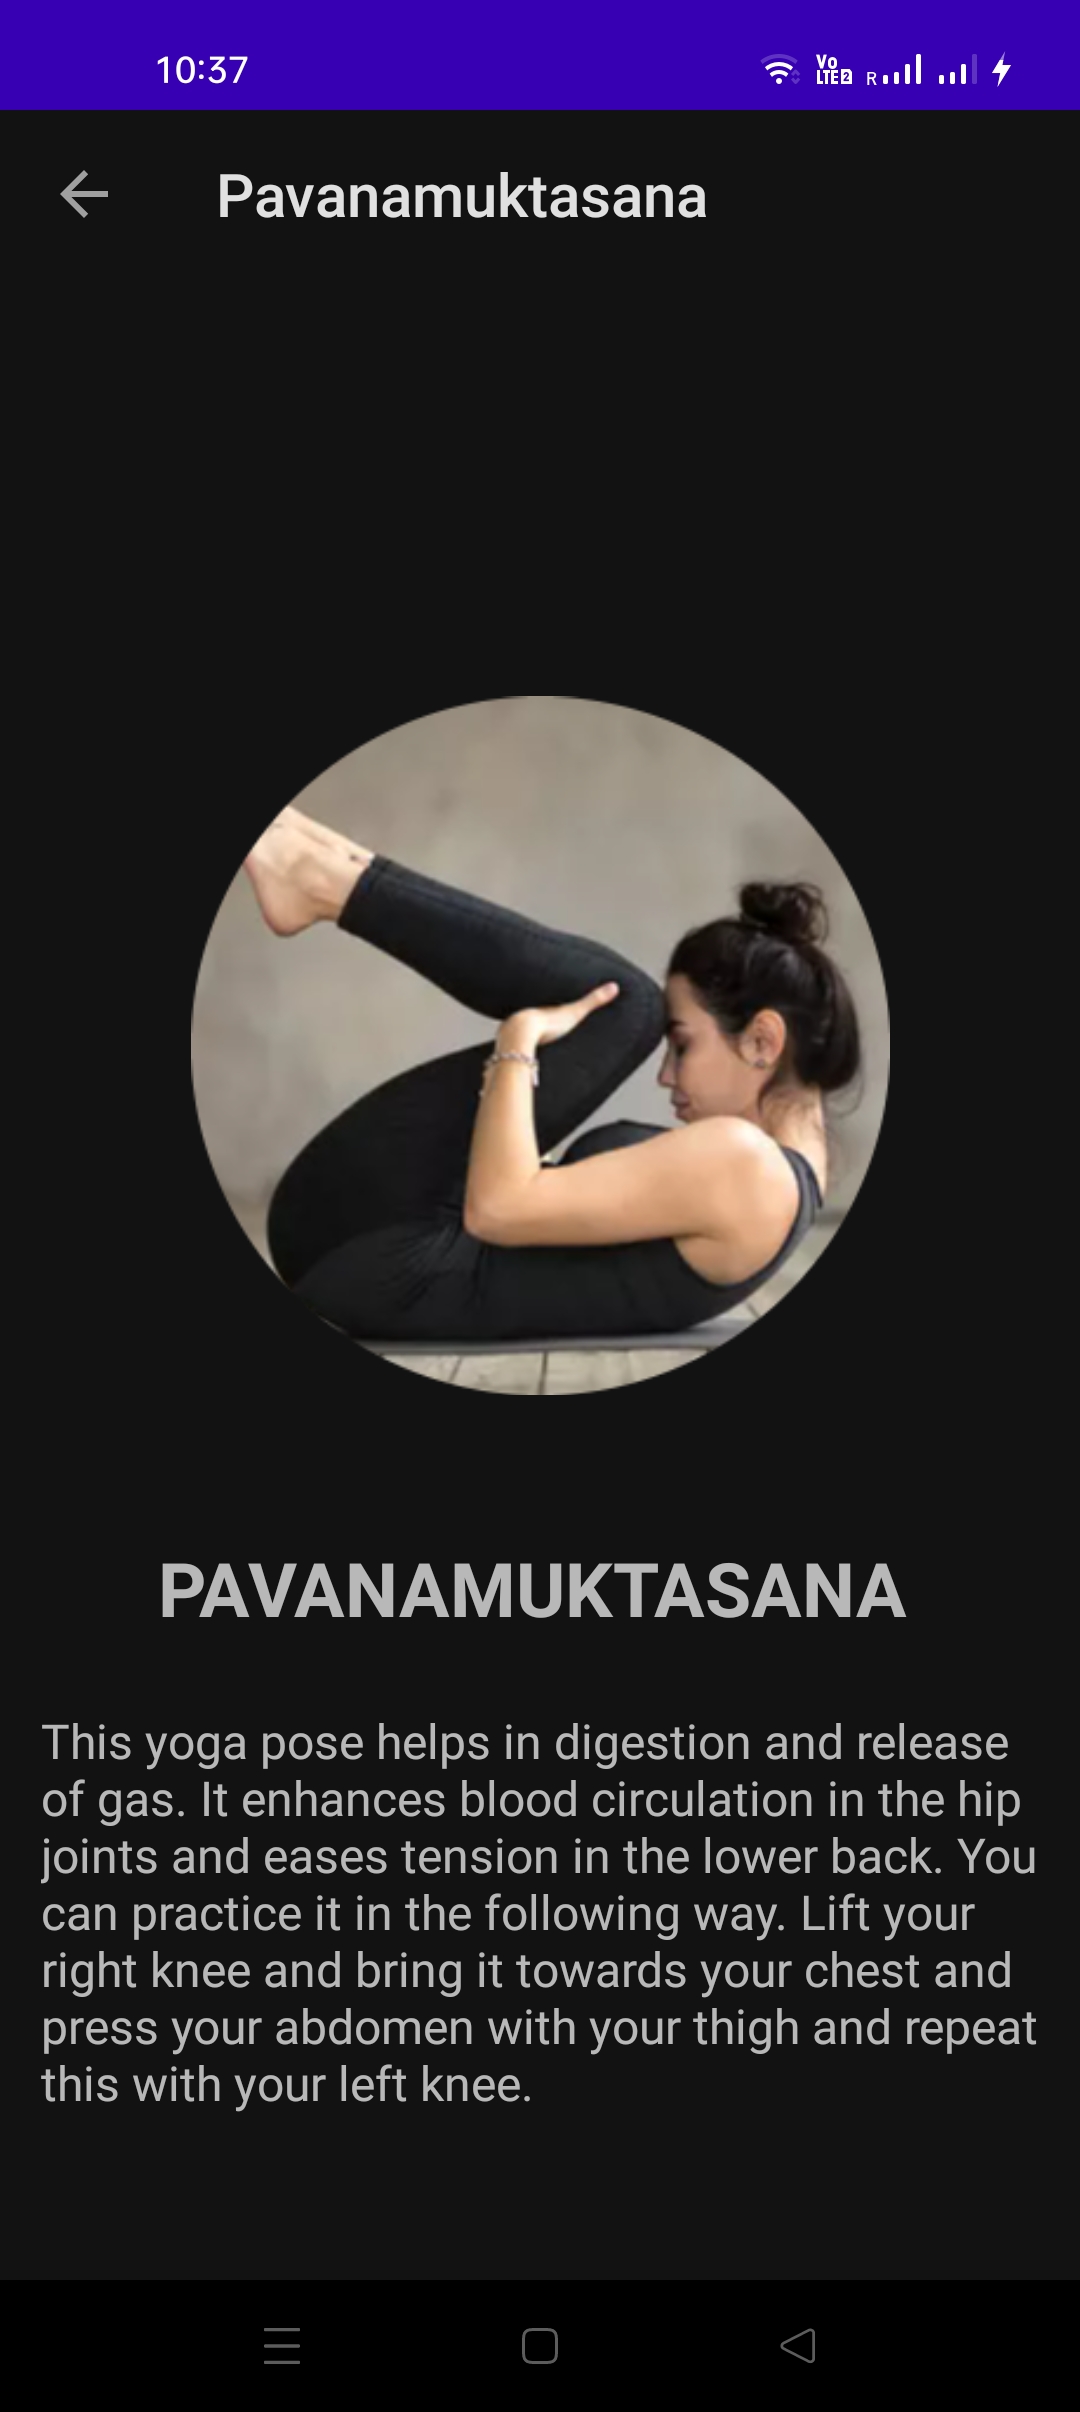 10:37
Vo
LTE 2
R
Pavanamuktasana
PAVANAMUKTASANA
This yoga pose helps in digestion and release
of gas. It enhances blood circulation in the hip
joints and eases tension in the lower back. You
can practice it in the following way. Lift your
right knee and bring it towards your chest and
press your abdomen with your thigh and repeat
this with your left knee.